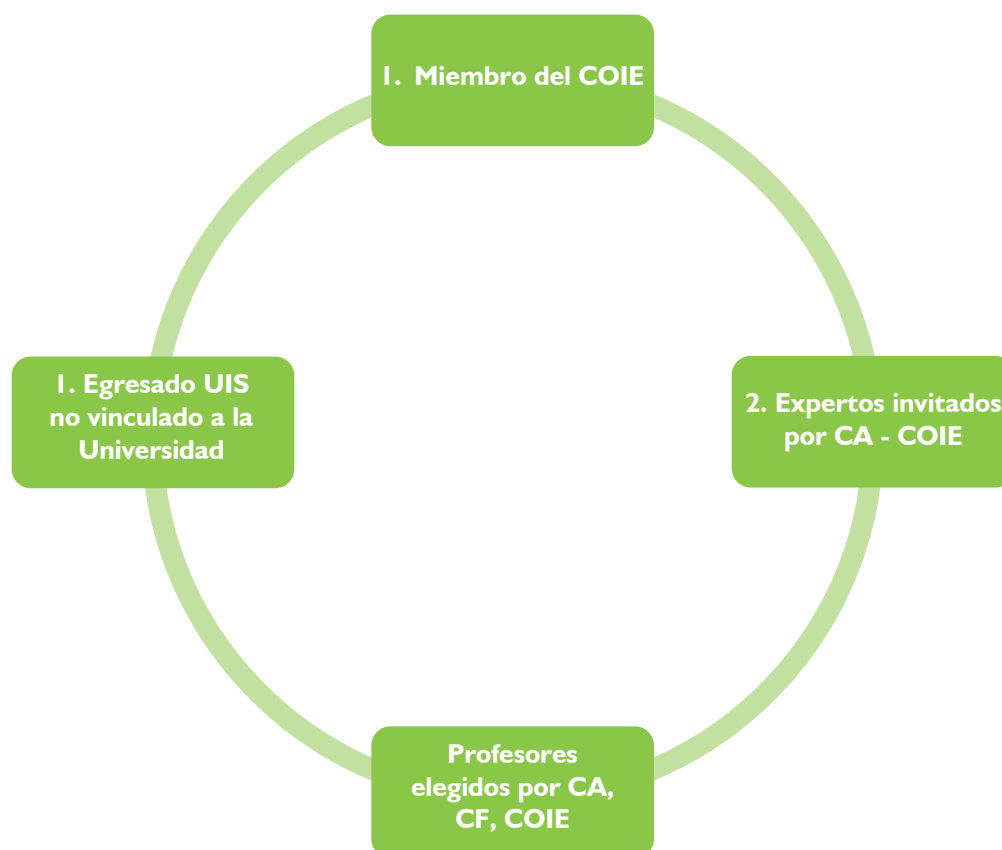 1. Miembro del COIE
1. Egresado UIS
no vinculado a la
Universidad
2. Expertos invitados
por CA - COIE
Profesores
elegidos por CA,
CF, COIE